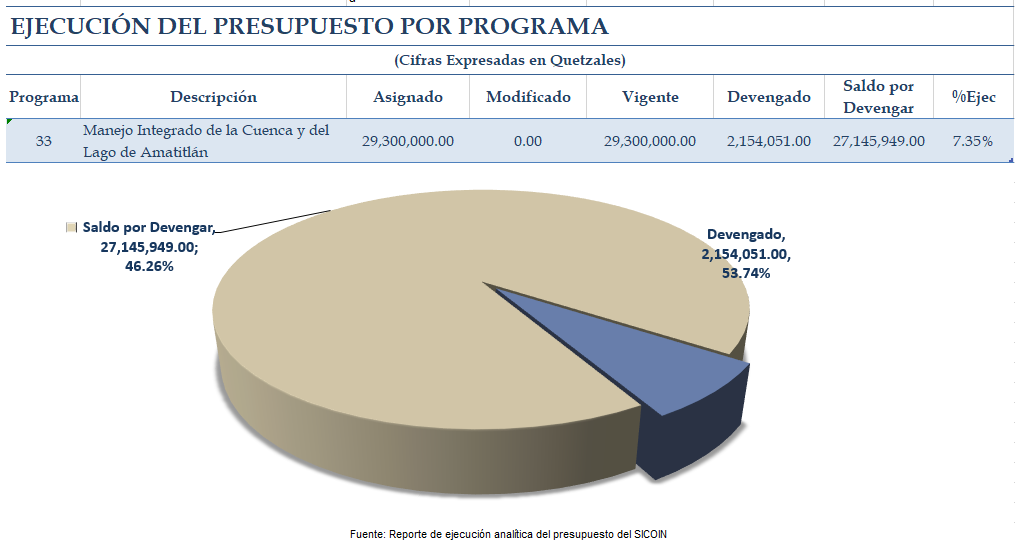 EJECUCIÓN DEL PRESUPUESTO POR PROGRAMA
(Cifras Expresadas en Quetzales)
Programa Descripción Asignado Modificado Vigente Devengado Saldo por Devengar %Ejec
33 Manejo Integrado de la Cuenca y del Lago de Amatitlán 29,300,000.00 0.00 29,300,000.00 2,154,051.00 27,145,949.00 7.35%
Saldo por Devengar,
27,145,949.00;
46.26%
Devengado,
2,154,051.00,
53.74%
Fuente: Reporte de ejecución analítica del presupuesto del SICOIN